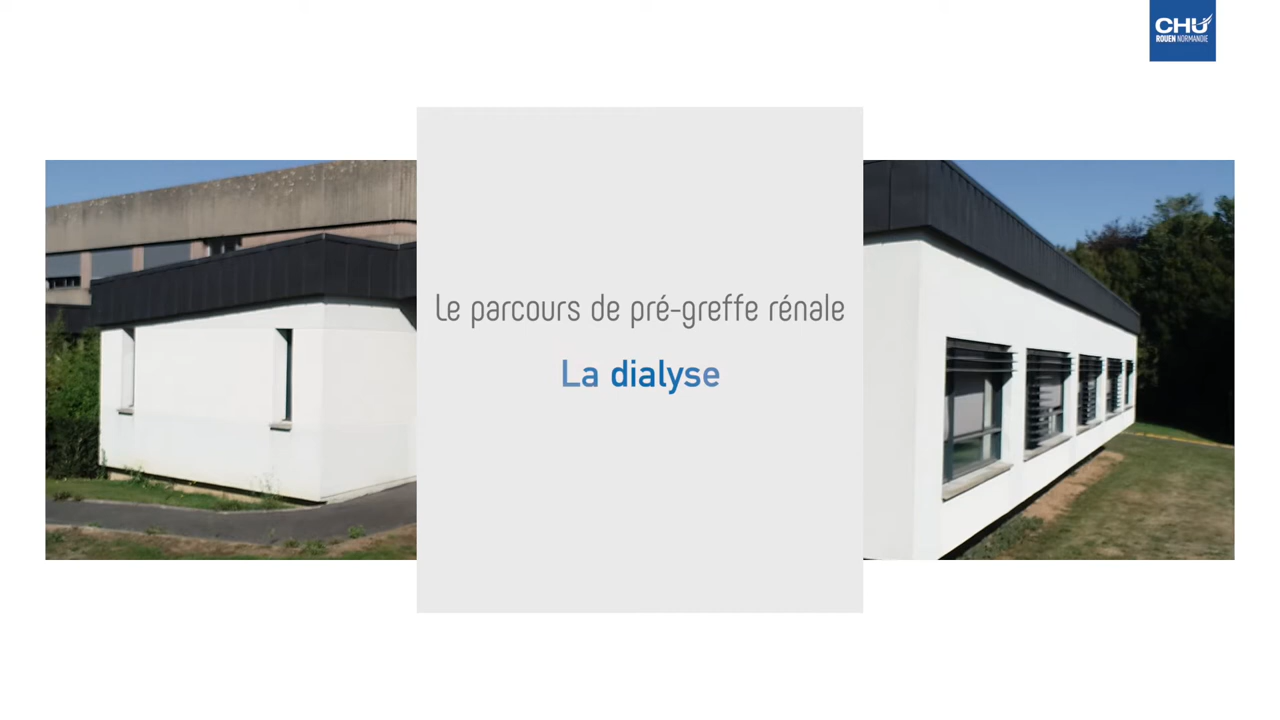 CHU
ROUEN NORMANDIE
Le parcours de pré-greffe rénale
La dialyse